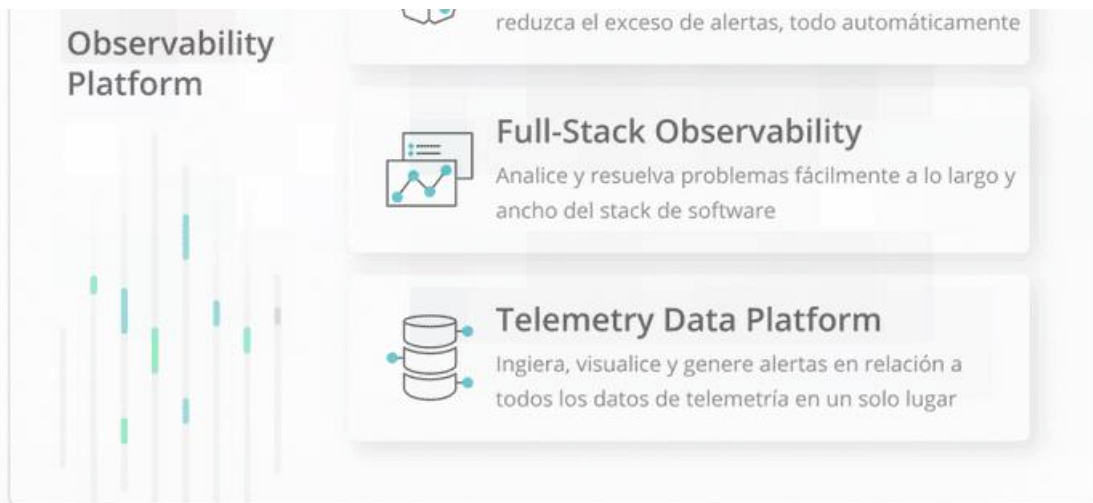 Observability
Platform
reduzca el exceso de alertas, todo automáticamente
Full-Stack Observability
Analice y resuelva problemas fácilmente a lo largo y
ancho del stack de software
Telemetry Data Platform
Ingiera, visualice y genere alertas en relación a
todos los datos de telemetría en un solo lugar